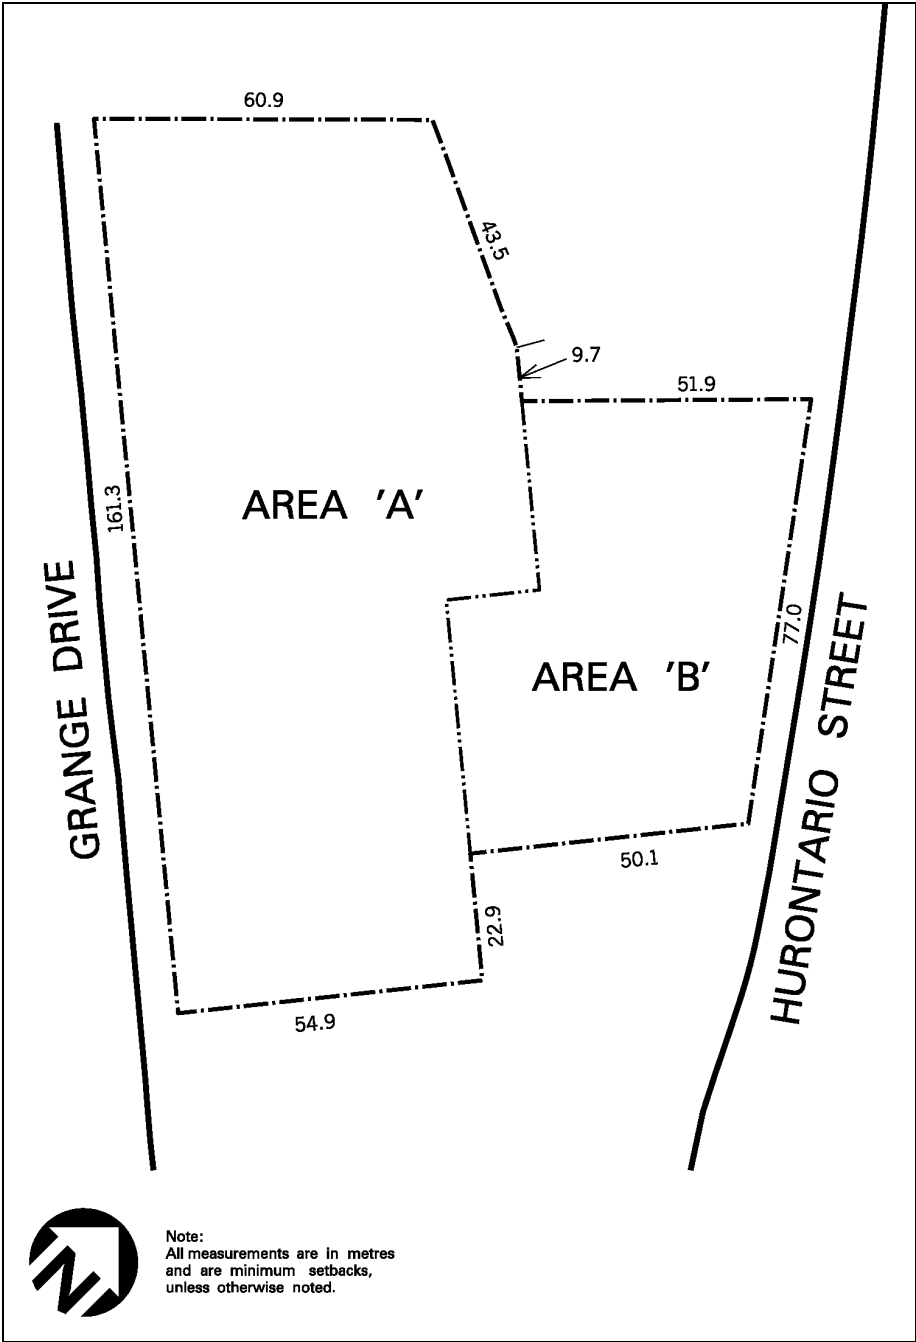 60.9
43.5
9.7
51.9
161.3
AREA 'A'
GRANGE DRIVE
77.0
AREA 'B'
HURONTARIO STREET
50.1
22.9
54.9
N
Note:
All measurements are in metres
and are minimum setbacks,
unless otherwise noted.